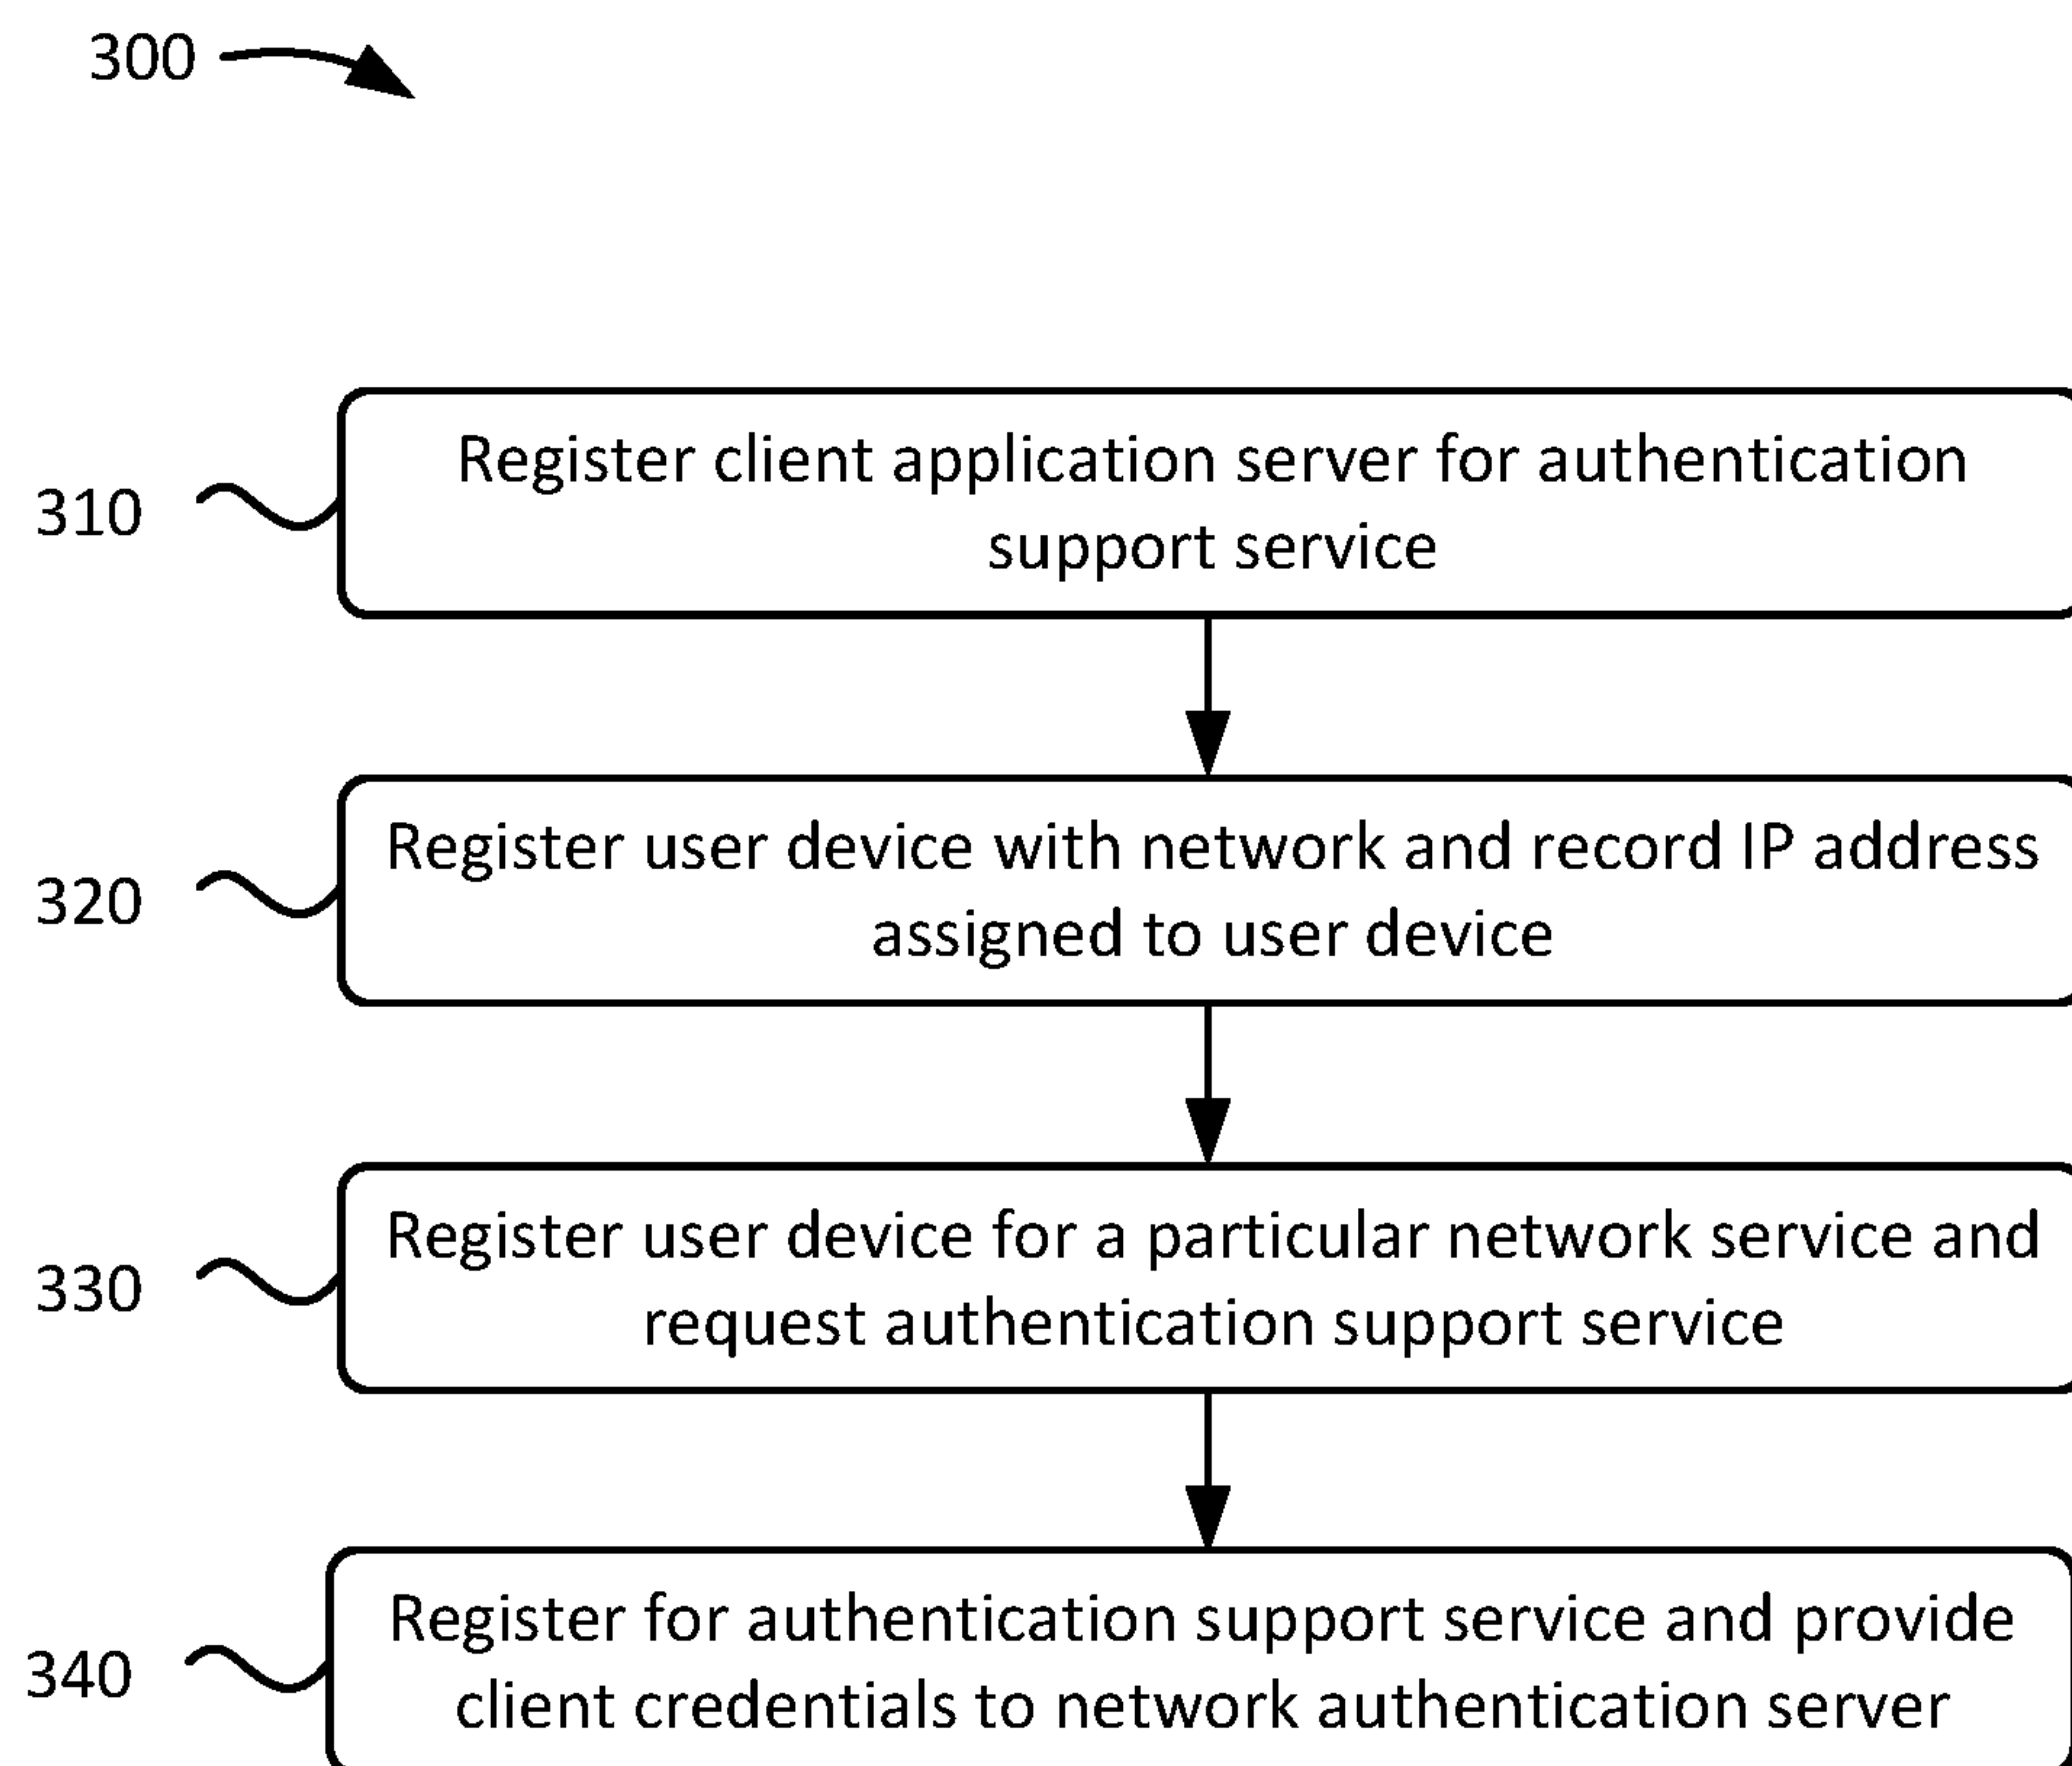 300
310
Register client application server for authentication
support service
320
Register user device with network and record IP address
assigned to user device
330
Register user device for a particular network service and
request authentication support service
340
Register for authentication support service and provide
client credentials to network authentication server